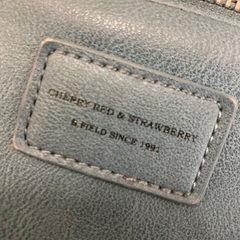 CHERRY RED & STRAWBERRY
& FIELD SINCE 1991